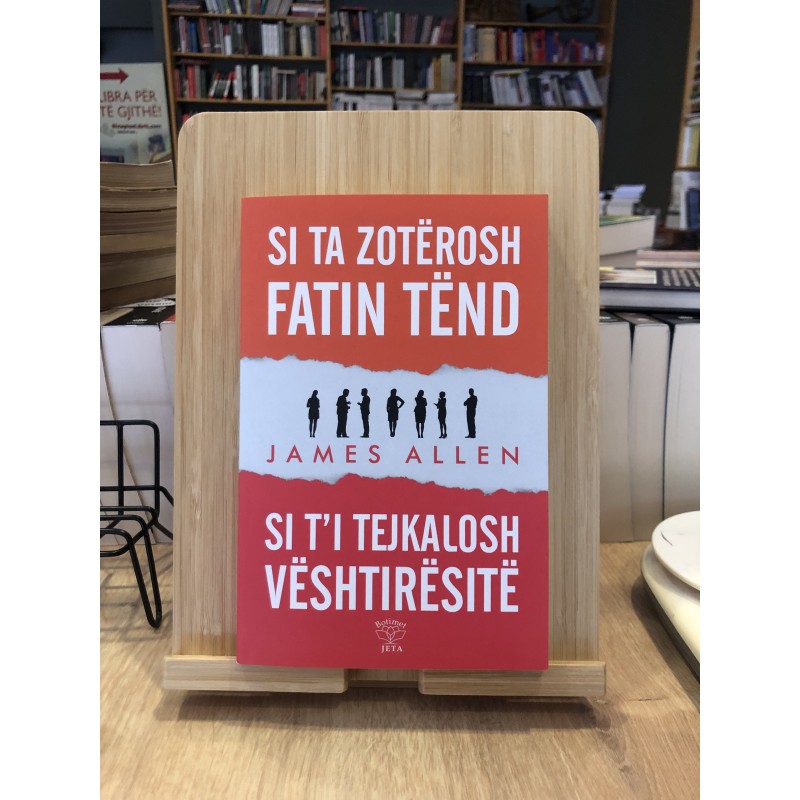 LIBRA PËR
TË GJITHË!
SI TA ZOTËROSH
FATIN TËND
JAMES ALLEN
SI T'I TEJKALOSH
VËSHTIRËSITË
Botimet
JETA